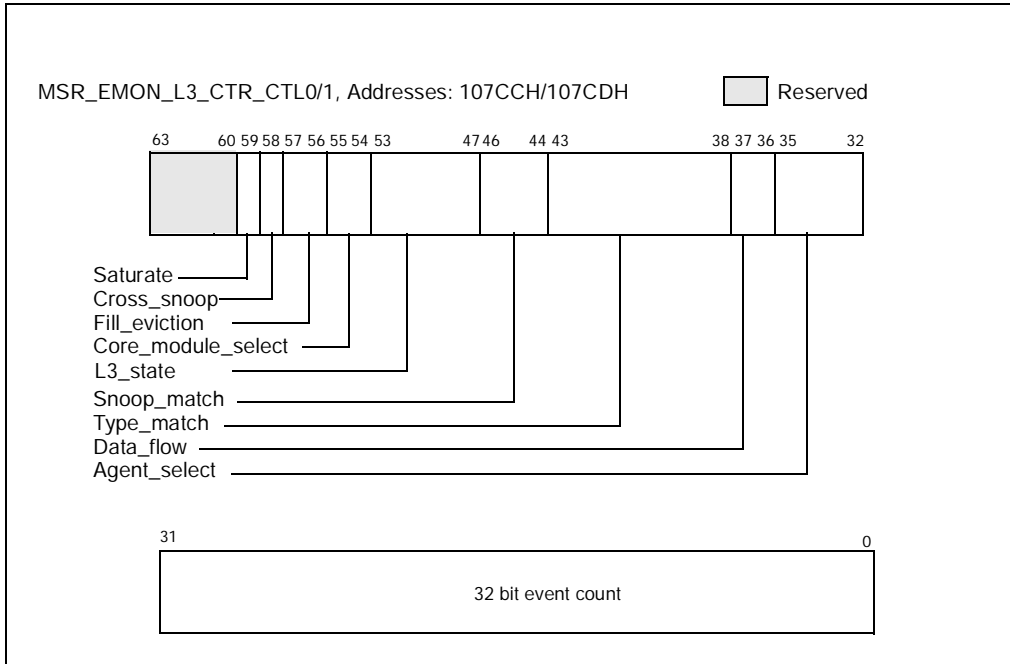 MSR_EMON_L3_CTR_CTL0/1, Addresses: 107CCH/107CDH Reserved
63 60 59 58 57 56 55 54 53 47 46 44 43 38 37 36 35 32
Saturate
Cross_snoop
Fill_eviction
Core_module_select
L3_state
Snoop_match
Type_match
Data_flow
Agent_select
31 0
32 bit event count